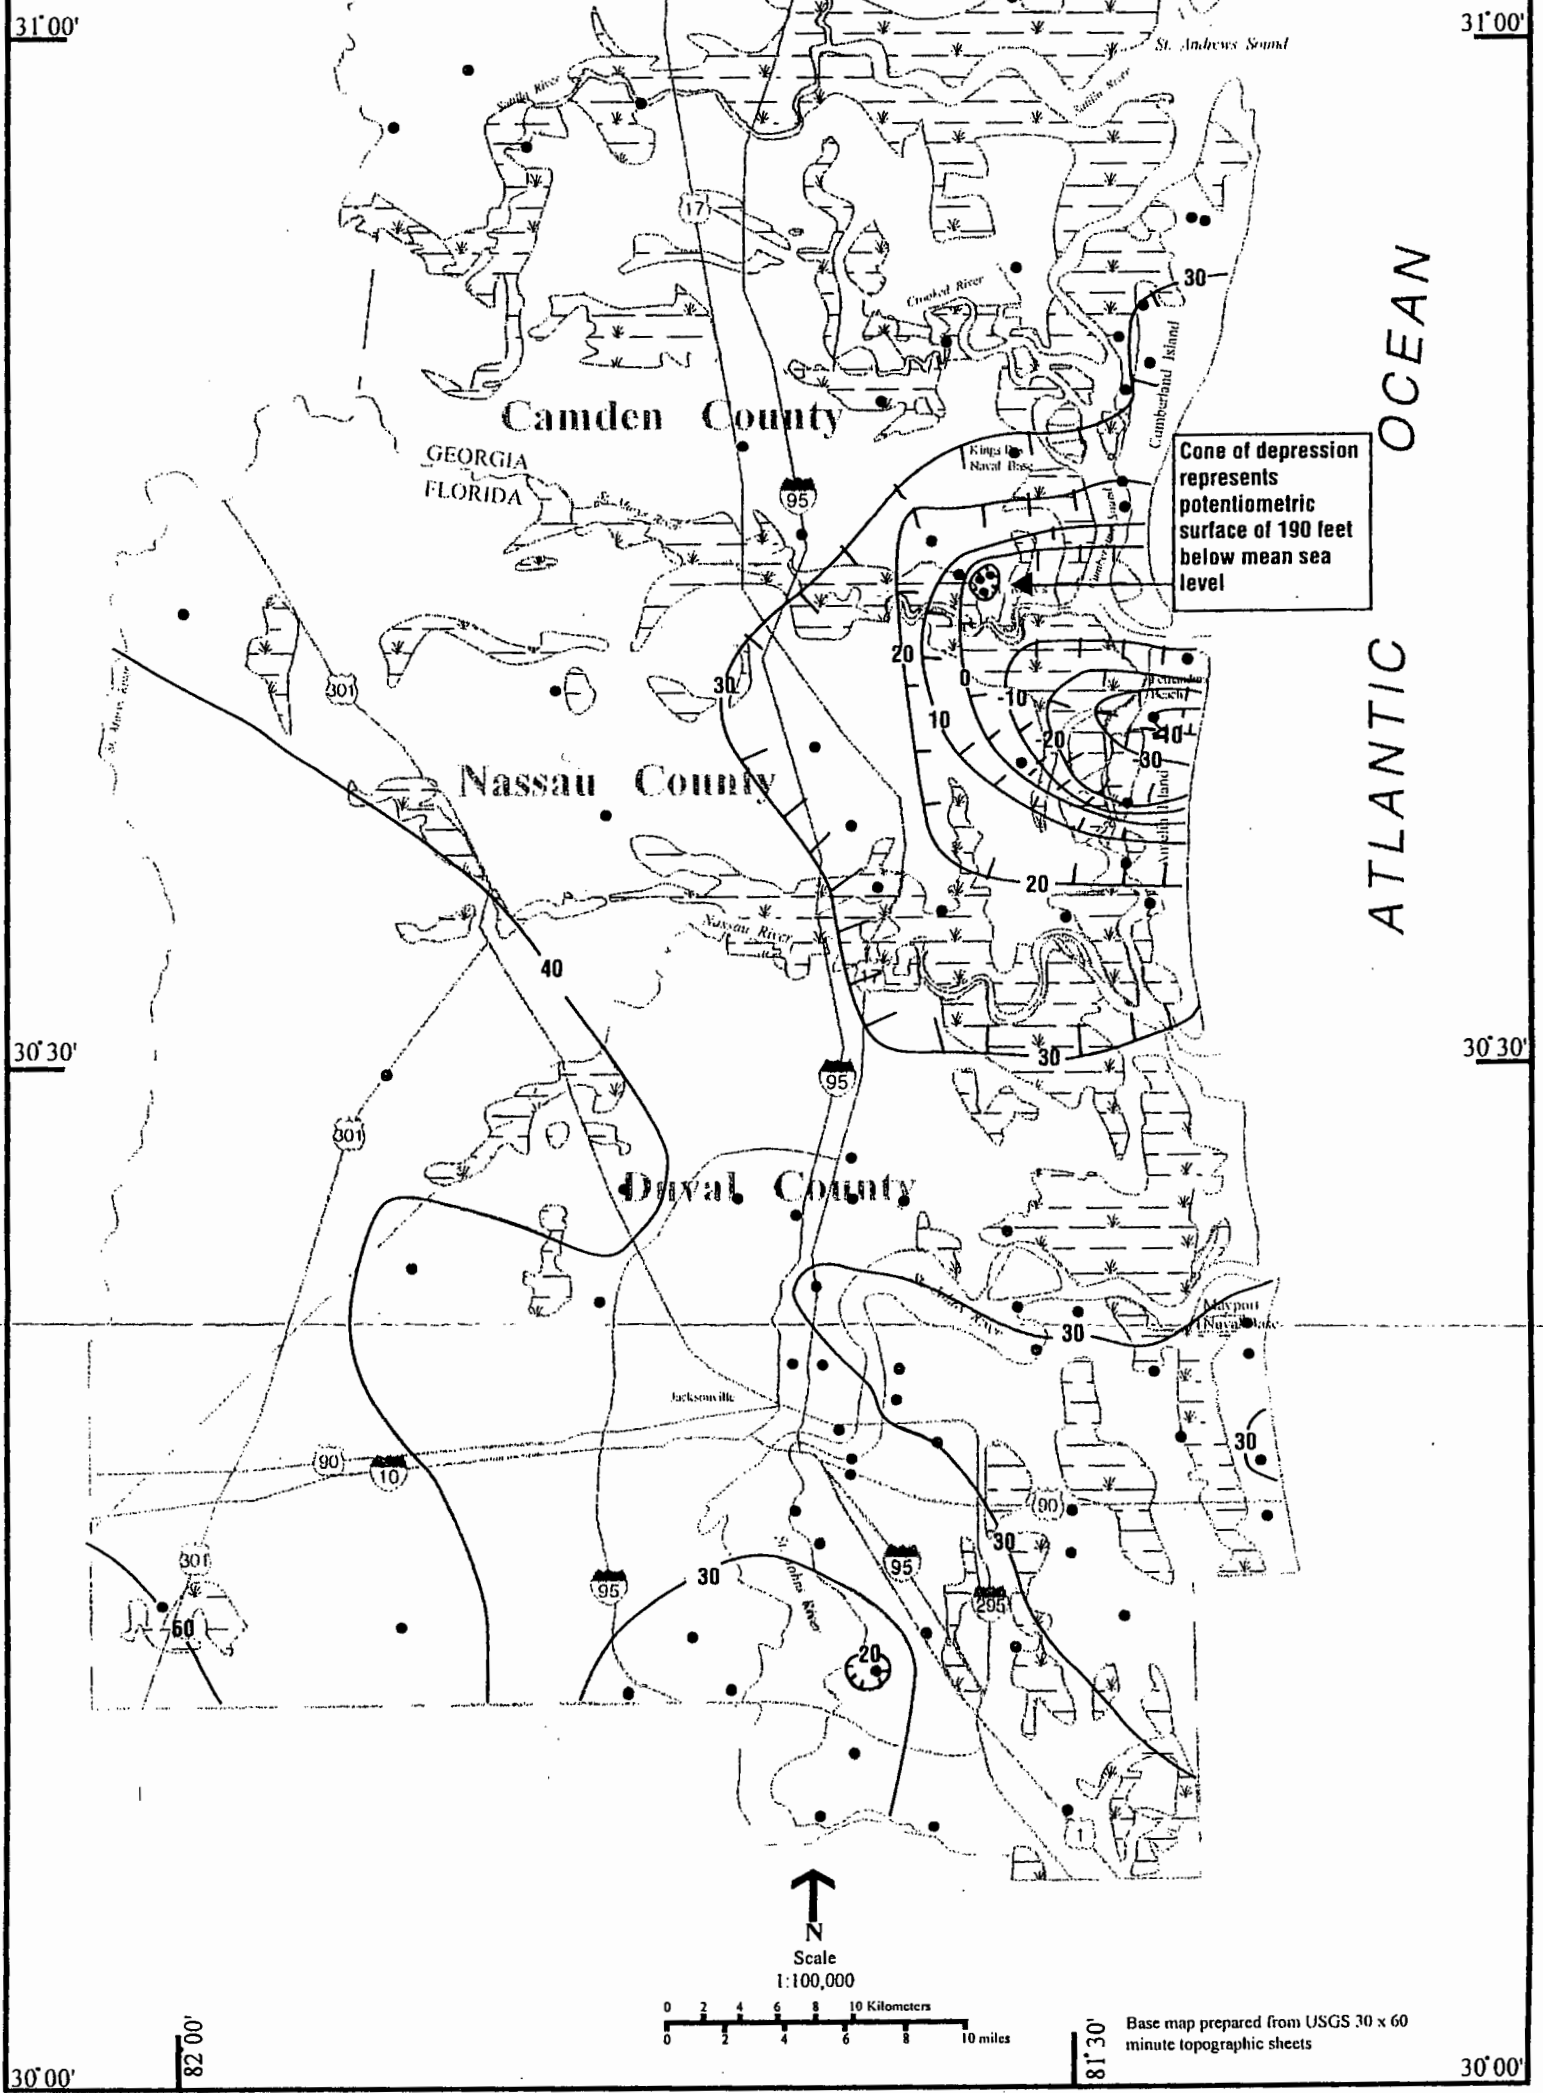 31°00'
31°00'
St. Andrews Sound
Satilla River
Satilla River
17
30
Crooked River
OCEAN
Cumberland Island
Camden County
GEORGIA
FLORIDA
Kings Bay
Naval Base
Cone of depression
represents
potentiometric
surface of 190 feet
below mean sea
level
St. Marys River
95
Cumberland Sound
20
0
30
301
-10
10
-20
-40
-30
Fernandina
Beach
St. Marys River
Nassau County
Amelia Island
ATLANTIC
20
Nassau River
17
40
30°30'
30°30'
30
95
301
Duval County
Mayport
Naval Base
30
Jacksonville
30
90
10
90
30
301
95
95
30
295
St. Johns River
60
20
1
N
Scale
1:100,000
0 2 4 6 8 10 Kilometers
0 2 4 6 8 10 miles
Base map prepared from USGS 30 x 60
minute topographic sheets
82°00'
81°30'
30°00'
30°00'